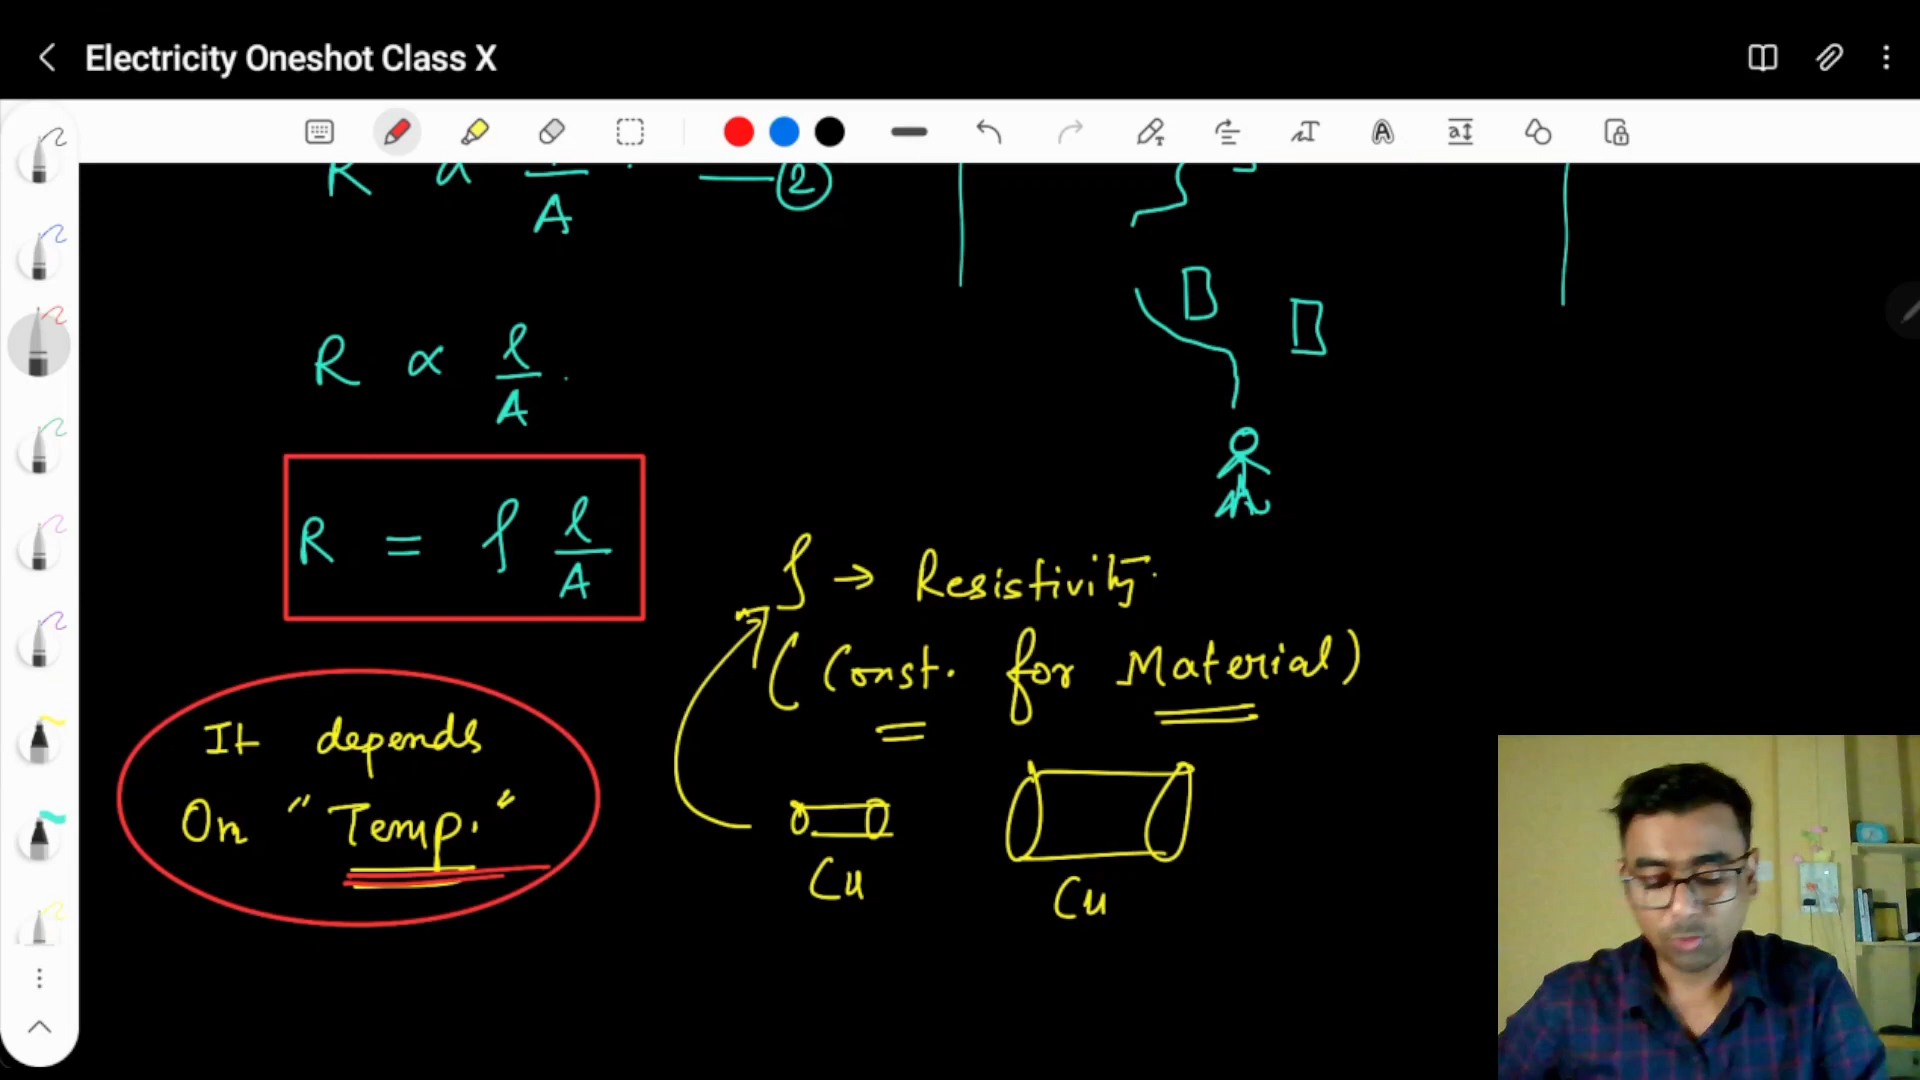 Electricity Oneshot Class X
R α /A. — ②
R ∝ l/A.
R = ρ l/A
ρ → Resistivity.
(Const. for Material)
It depends
On "Temp."
Cu
Cu